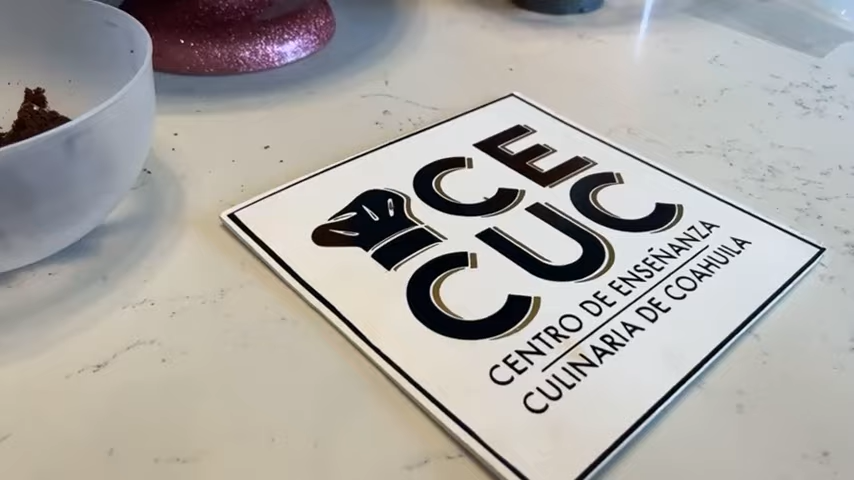 CE
CUC
CENTRO DE ENSEÑANZA
CULINARIA DE COAHUILA